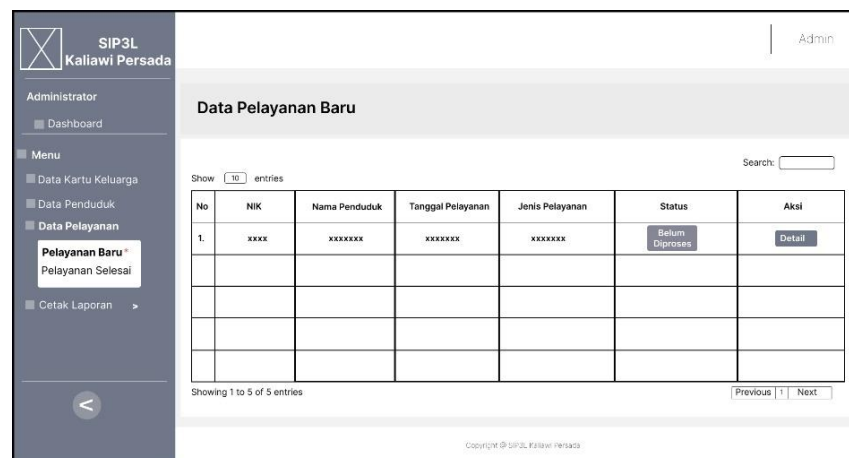 SIP3L
Kaliawi Persada
Admin
Administrator
Dashboard
Menu
Data Kartu Keluarga
Data Penduduk
Data Pelayanan
Pelayanan Baru*
Pelayanan Selesai
Cetak Laporan >
<
Data Pelayanan Baru
Search:
Show 10 entries
No NIK Nama Penduduk Tanggal Pelayanan Jenis Pelayanan Status Aksi
1. xxxx xxxxxxx xxxxxxx xxxxxxx Belum Diproses Detail
Showing 1 to 5 of 5 entries
Previous 1 Next
Copyright @ SIP3L Kaliawi Persada